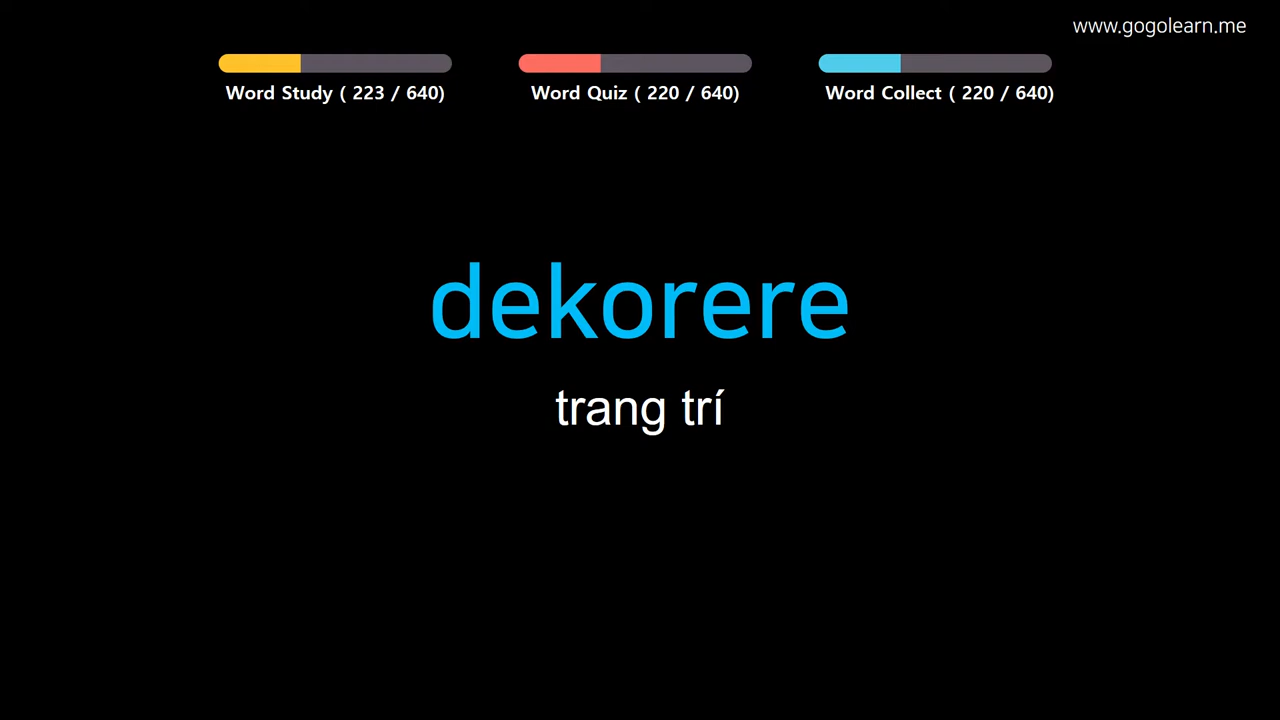 www.gogolearn.me
Word Study ( 223 / 640)
Word Quiz ( 220 / 640)
Word Collect ( 220 / 640)
dekorere
trang trí